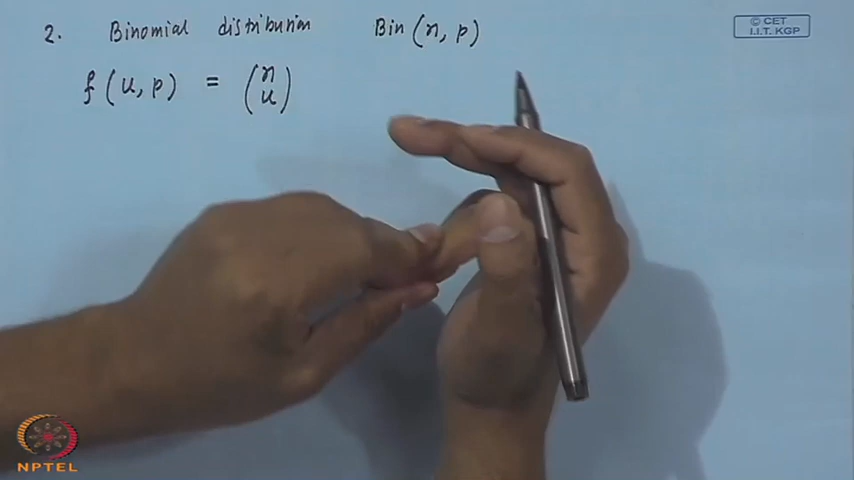 2. Binomial distribution Bin (n, p)
© CET
I.I.T. KGP
f (u, p) = (n u)
NPTEL